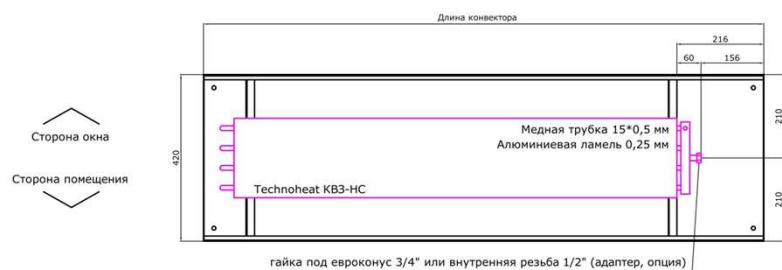 Длина конвектора
216
60
156
Сторона окна
Сторона помещения
420
Медная трубка 15*0,5 мм
Алюминиевая ламель 0,25 мм
210
210
Technoheat КВЗ-НС
гайка под евроконус 3/4" или внутренняя резьба 1/2" (адаптер, опция)